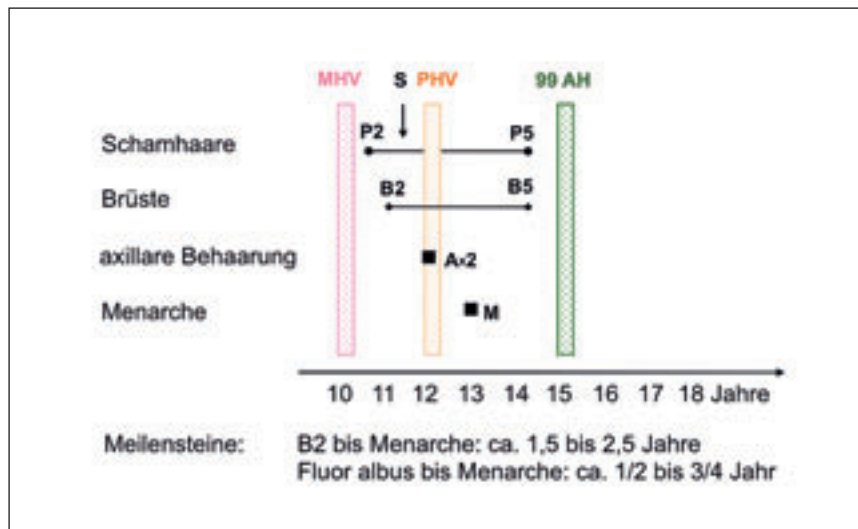 MHV S PHV 99 AH
Schamhaare P2 P5
Brüste B2 B5
axillare Behaarung Ax2
Menarche M
10 11 12 13 14 15 16 17 18 Jahre
Meilensteine: B2 bis Menarche: ca. 1,5 bis 2,5 Jahre
Fluor albus bis Menarche: ca. 1/2 bis 3/4 Jahr